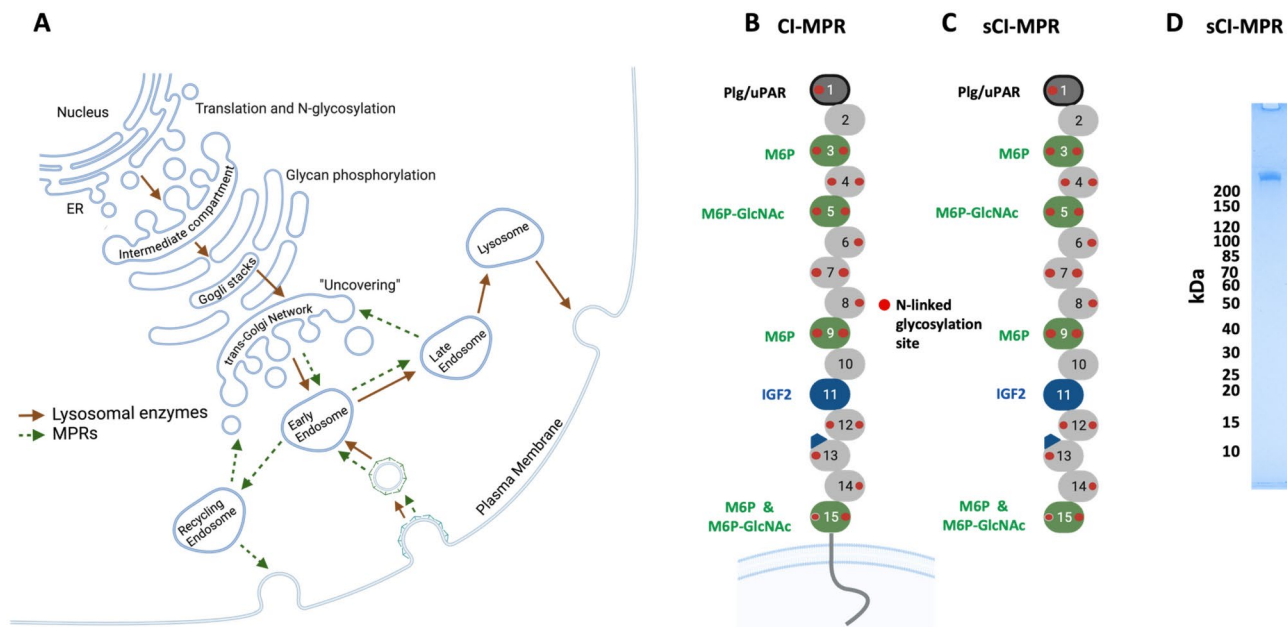 A
Nucleus
Translation and N-glycosylation
ER
Intermediate compartment
Glycan phosphorylation
Gogli stacks
"Uncovering"
trans-Golgi Network
Lysosome
Late
Endosome
Early
Endosome
Recycling
Endosome
Plasma Membrane
Lysosomal enzymes
MPRs
B CI-MPR
Plg/uPAR
1
2
M6P
3
4
M6P-GlcNAc
5
6
7
8
N-linked
glycosylation
site
M6P
9
10
IGF2
11
12
13
14
M6P &
M6P-GlcNAc
15
C sCI-MPR
Plg/uPAR
1
2
M6P
3
4
M6P-GlcNAc
5
6
7
8
M6P
9
10
IGF2
11
12
13
14
M6P &
M6P-GlcNAc
15
D sCI-MPR
kDa
200
150
120
100
85
70
60
50
40
30
25
20
15
10